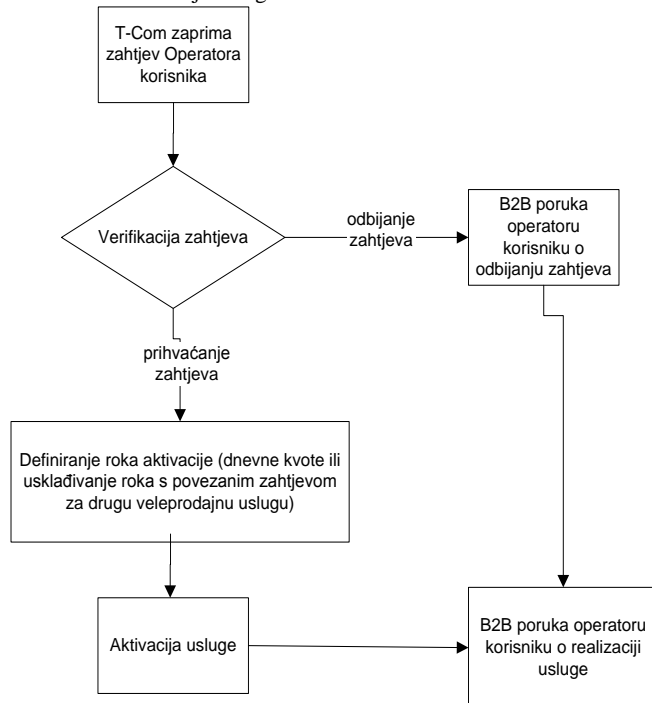 T-Com zaprima
zahtjev Operatora
korisnika
Verifikacija zahtjeva
odbijanje
zahtjeva
B2B poruka
operatoru
korisniku o
odbijanju zahtjeva
prihvaćanje
zahtjeva
Definiranje roka aktivacije (dnevne kvote ili
usklađivanje roka s povezanim zahtjevom
za drugu veleprodajnu uslugu)
Aktivacija usluge
B2B poruka operatoru
korisniku o realizaciji
usluge